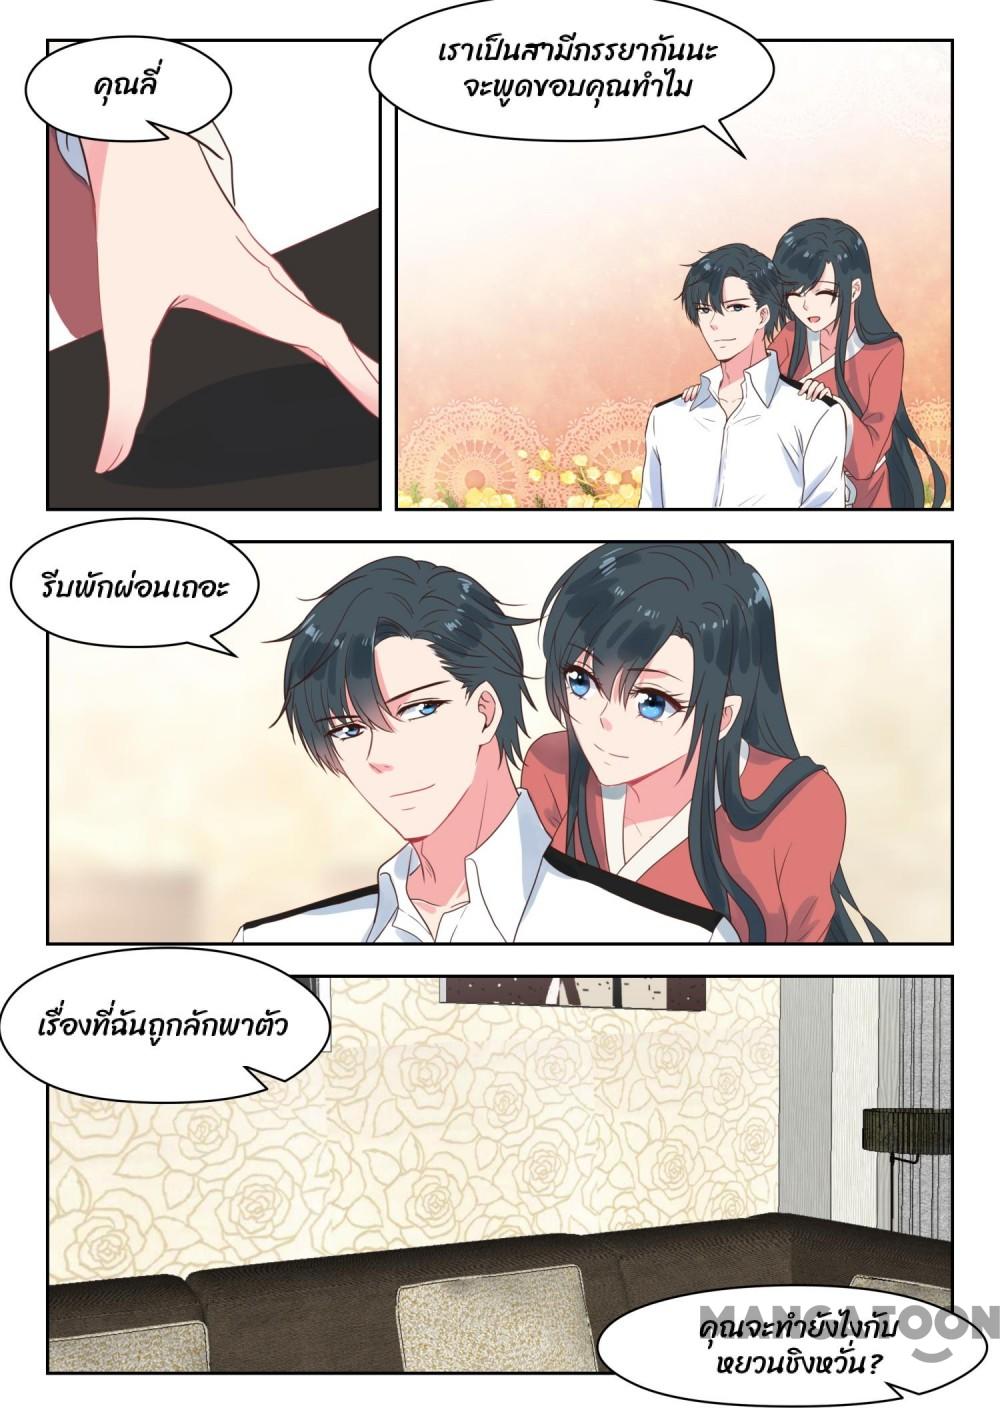 คุณลี่
เราเป็นสามีภรรยากันนะ
จะพูดขอบคุณทำไม
รีบพักผ่อนเถอะ
เรื่องที่ฉันถูกลักพาตัว
คุณจะทำยังไงกับ
หยวนชิงหวั่น?
MANGATOON